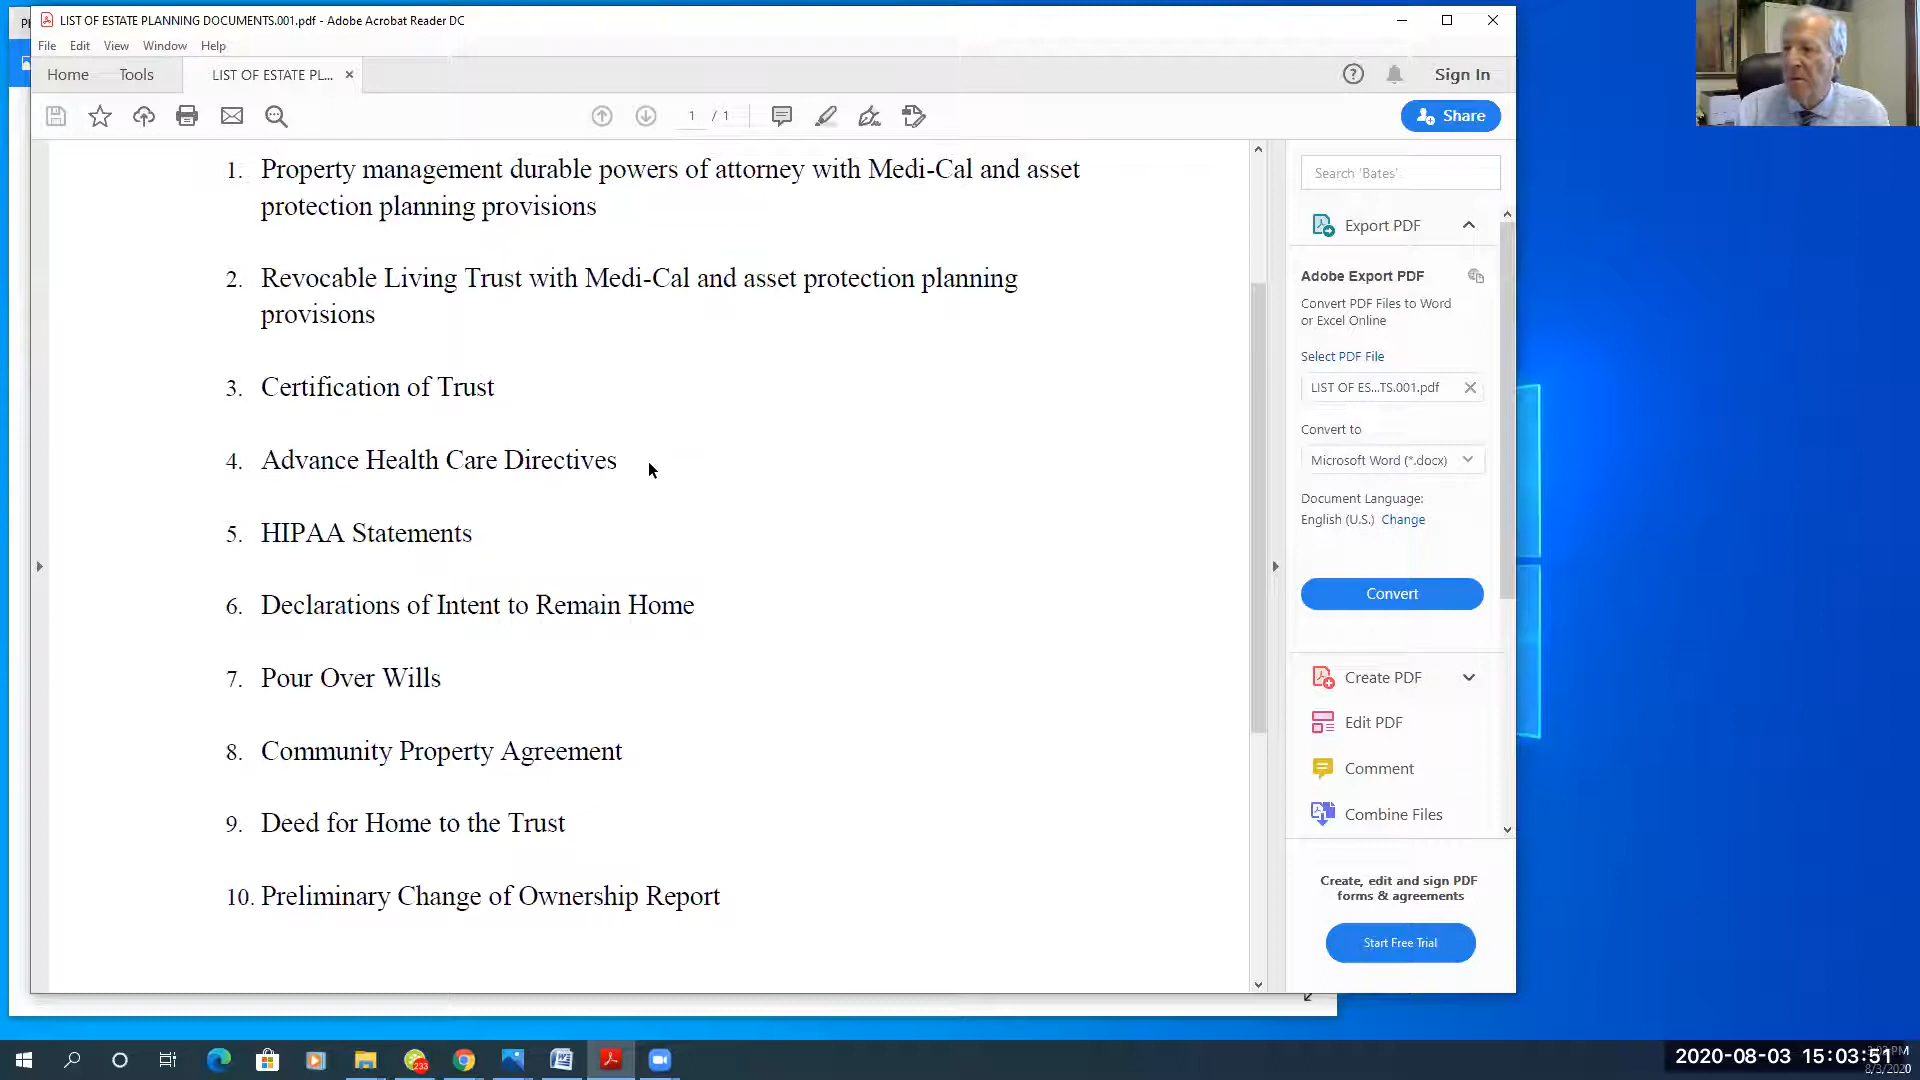 LIST OF ESTATE PLANNING DOCUMENTS.001.pdf - Adobe Acrobat Reader DC
File Edit View Window Help
Home Tools LIST OF ESTATE PL... × Sign In
1 / 1 Share
1. Property management durable powers of attorney with Medi-Cal and asset
protection planning provisions
2. Revocable Living Trust with Medi-Cal and asset protection planning
provisions
3. Certification of Trust
4. Advance Health Care Directives
5. HIPAA Statements
6. Declarations of Intent to Remain Home
7. Pour Over Wills
8. Community Property Agreement
9. Deed for Home to the Trust
10. Preliminary Change of Ownership Report
Search 'Bates'
Export PDF
Adobe Export PDF
Convert PDF Files to Word
or Excel Online
Select PDF File
LIST OF ES...TS.001.pdf
Convert to
Microsoft Word (*.docx)
Document Language:
English (U.S.) Change
Convert
Create PDF
Edit PDF
Comment
Combine Files
Create, edit and sign PDF
forms & agreements
Start Free Trial
233
2020-08-03 15:03:51
8/3/2020